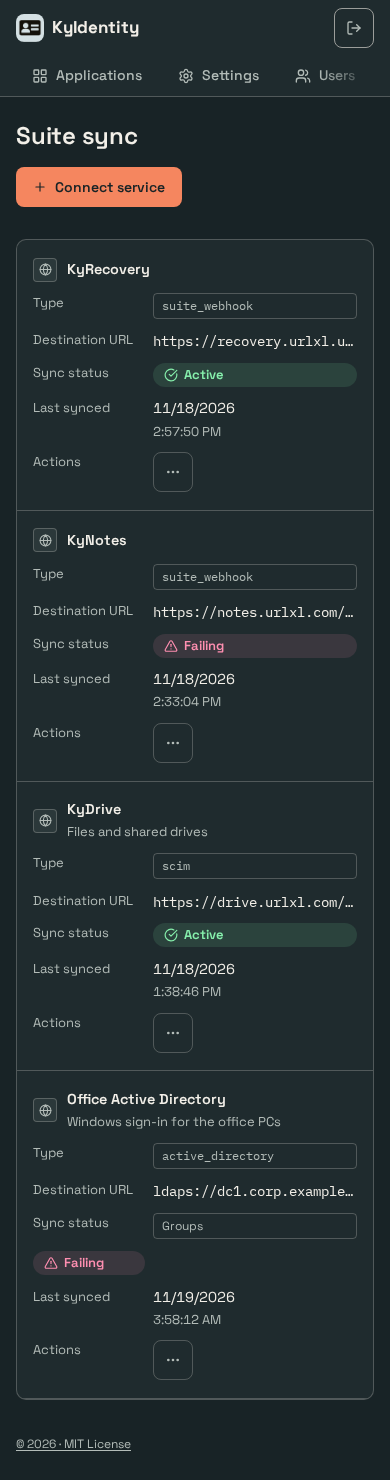 KyIdentity
Applications Settings Users
Suite sync
Connect service
KyRecovery
Type suite_webhook
Destination URL https://recovery.urlxl.u…
Sync status Active
Last synced 11/18/2026
2:57:50 PM
Actions
KyNotes
Type suite_webhook
Destination URL https://notes.urlxl.com/…
Sync status Failing
Last synced 11/18/2026
2:33:04 PM
Actions
KyDrive
Files and shared drives
Type scim
Destination URL https://drive.urlxl.com/…
Sync status Active
Last synced 11/18/2026
1:38:46 PM
Actions
Office Active Directory
Windows sign-in for the office PCs
Type active_directory
Destination URL ldaps://dc1.corp.example…
Sync status Groups
Failing
Last synced 11/19/2026
3:58:12 AM
Actions
© 2026 · MIT License